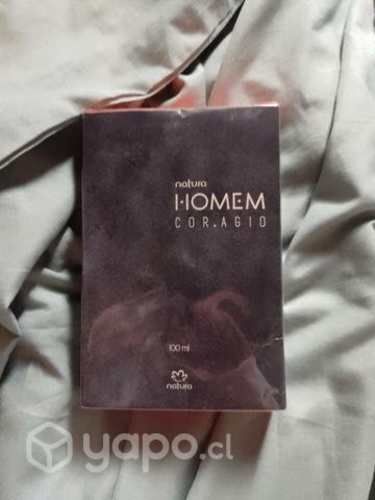 natura
HOMEM
COR.AGIO
100 ml
natura
yapo.cl